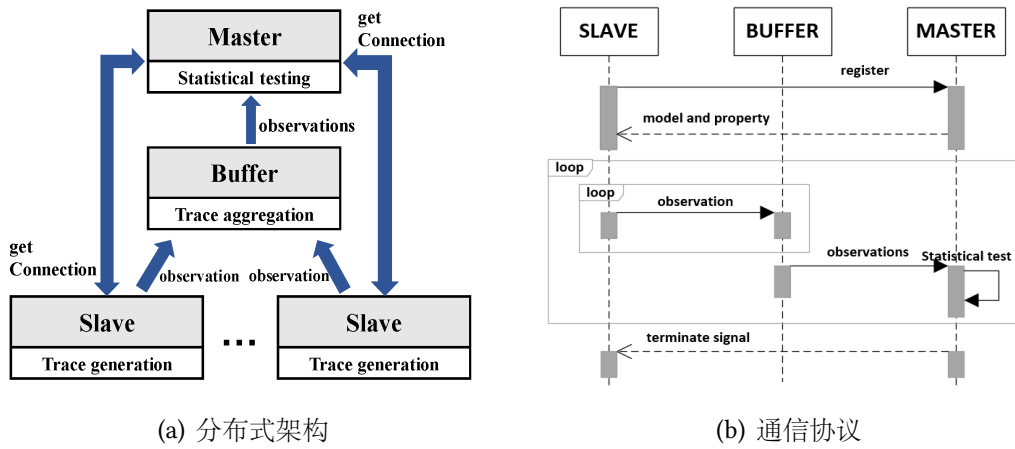 get
Connection
Master
Statistical testing
observations
Buffer
Trace aggregation
get
Connection
observation
observation
Slave
Trace generation
...
Slave
Trace generation
(a) 分布式架构
SLAVE
BUFFER
MASTER
register
model and property
loop
loop
observation
observations
Statistical test
terminate signal
(b) 通信协议